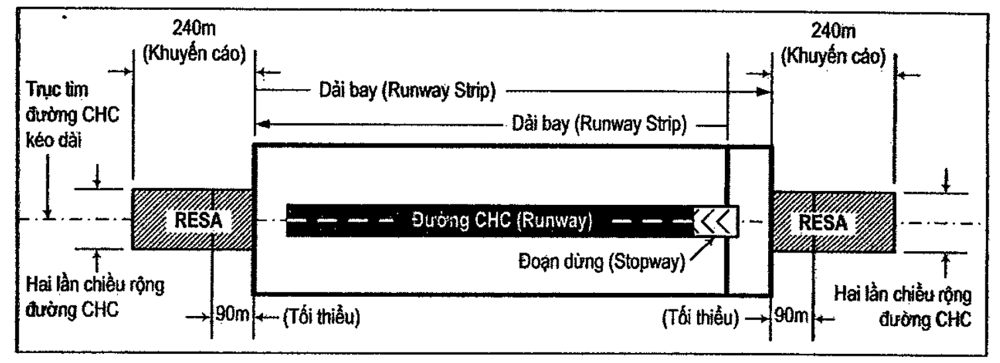 240m
(Khuyến cáo)
240m
(Khuyến cáo)
Trục tim
đường CHC
kéo dài
Dải bay (Runway Strip)
Dải bay (Runway Strip)
RESA
Đường CHC (Runway)
RESA
Đoạn dừng (Stopway)
Hai lần chiều rộng
đường CHC
90m
(Tối thiểu)
(Tối thiểu)
90m
Hai lần chiều rộng
đường CHC